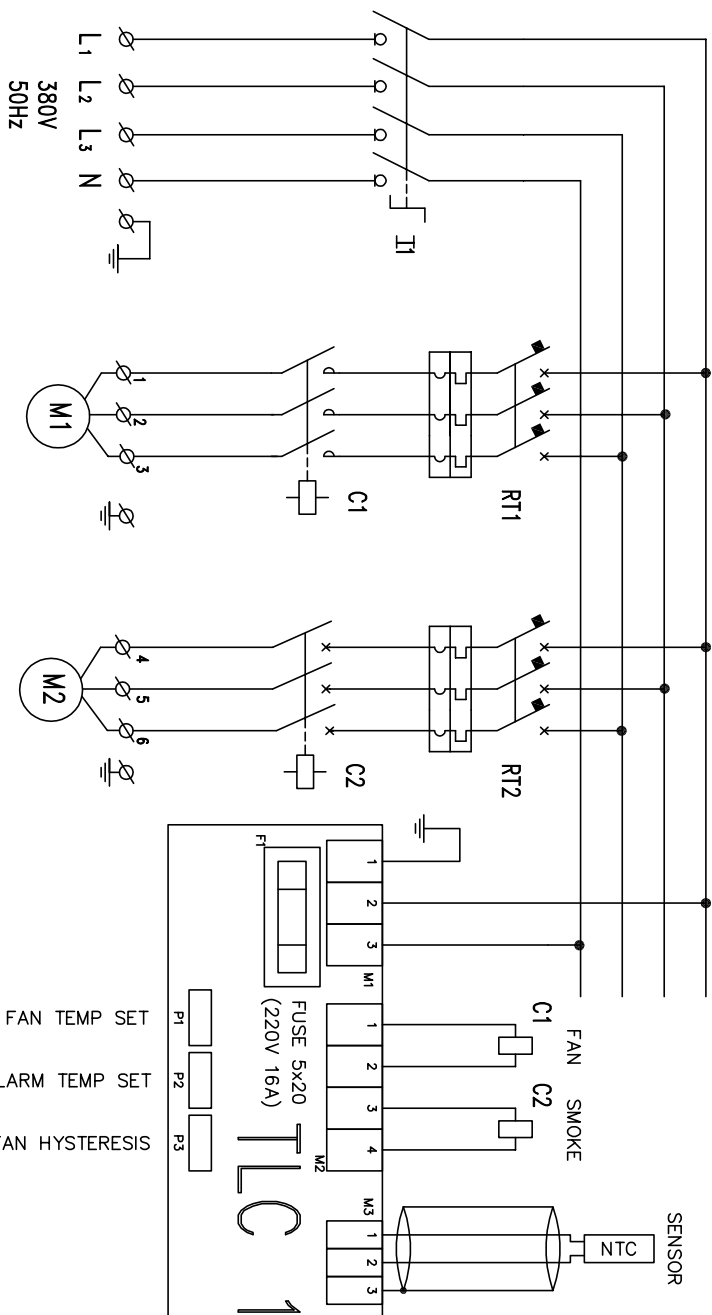 L1
L2
L3
N
380V
50Hz
I1
M1
1
2
3
C1
RT1
M2
4
5
6
C2
RT2
F1
FUSE 5x20
(220V 16A)
1
2
3
M1
1
2
3
4
M2
M3
1
2
3
C1
FAN
C2
SMOKE
SENSOR
NTC
P1
P2
P3
FAN TEMP SET
LARM TEMP SET
AN HYSTERESIS
TLC 1